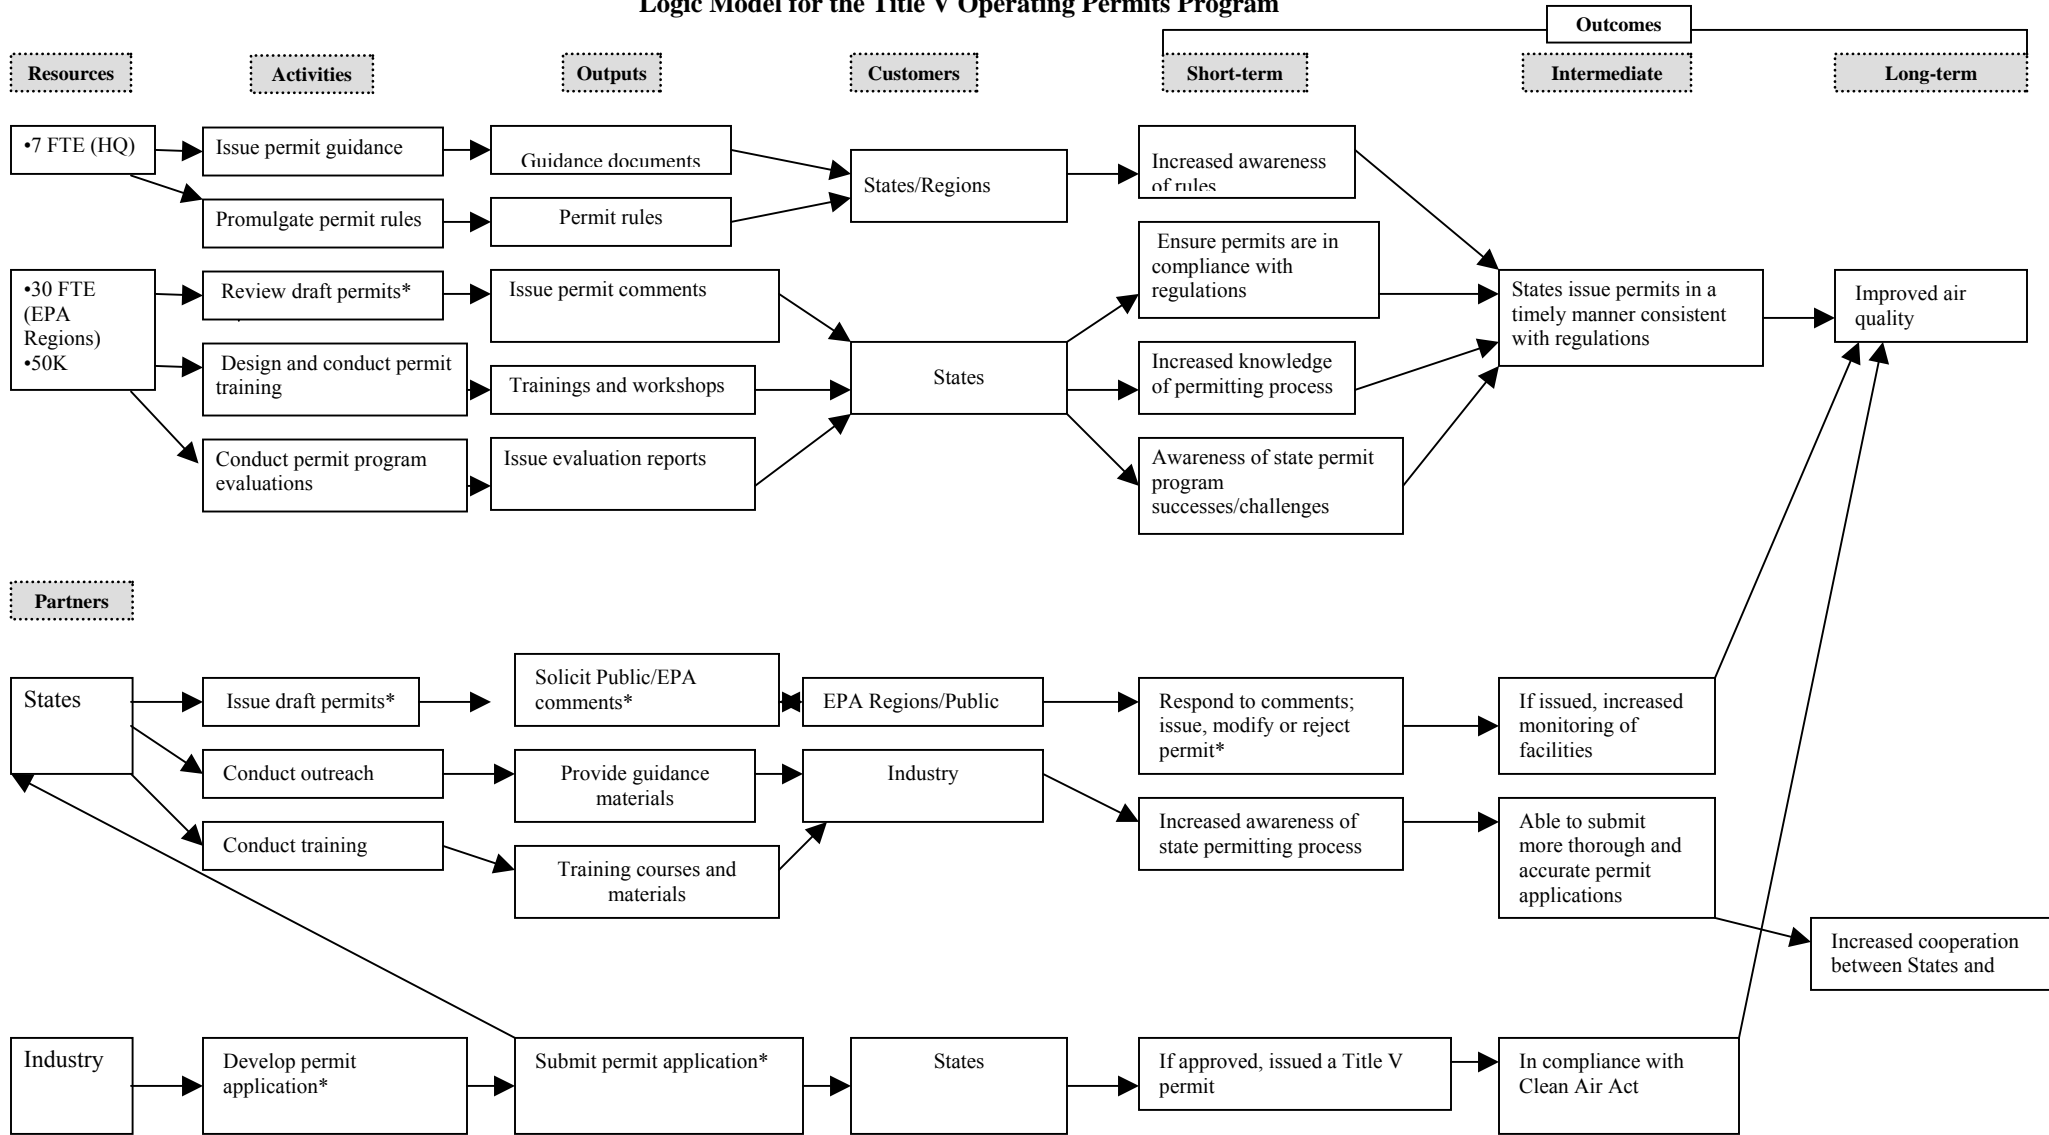 Logic Model for the Title V Operating Permits Program
Outcomes
Resources
Activities
Outputs
Customers
Short-term
Intermediate
Long-term
•7 FTE (HQ)
Issue permit guidance
Guidance documents
States/Regions
Increased awareness
of rules
Promulgate permit rules
Permit rules
Ensure permits are in
compliance with
regulations
•30 FTE
(EPA
Regions)
•50K
Review draft permits*
Issue permit comments
States issue permits in a
timely manner consistent
with regulations
Improved air
quality
Design and conduct permit
training
Trainings and workshops
States
Increased knowledge
of permitting process
Conduct permit program
evaluations
Issue evaluation reports
Awareness of state permit
program
successes/challenges
Partners
States
Issue draft permits*
Solicit Public/EPA
comments*
EPA Regions/Public
Respond to comments;
issue, modify or reject
permit*
If issued, increased
monitoring of
facilities
Conduct outreach
Provide guidance
materials
Industry
Increased awareness of
state permitting process
Able to submit
more thorough and
accurate permit
applications
Conduct training
Training courses and
materials
Increased cooperation
between States and
Industry
Develop permit
application*
Submit permit application*
States
If approved, issued a Title V
permit
In compliance with
Clean Air Act